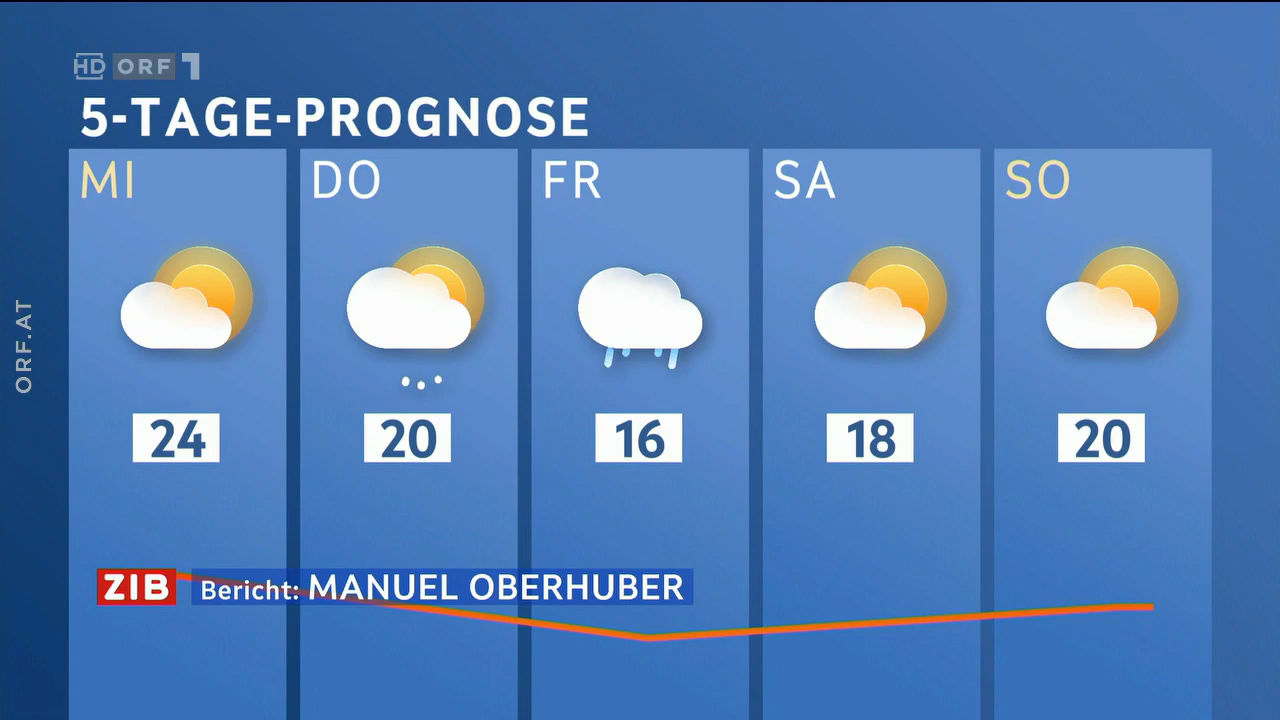 HD ORF 1
5-TAGE-PROGNOSE
MI DO FR SA SO
ORF.AT
24 20 16 18 20
ZIB Bericht: MANUEL OBERHUBER